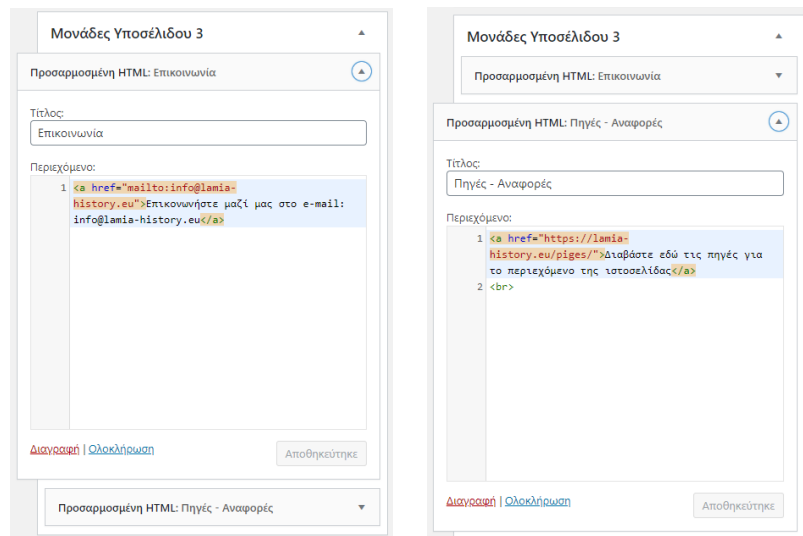 Μονάδες Υποσέλιδου 3
Προσαρμοσμένη HTML: Επικοινωνία
Τίτλος:
Επικοινωνία
Περιεχόμενο:
1 <a href="mailto:info@lamia-
history.eu">Επικονωνήστε μαζί μας στο e-mail:
info@lamia-history.eu</a>
Διαγραφή | Ολοκλήρωση
Αποθηκεύτηκε
Προσαρμοσμένη HTML: Πηγές - Αναφορές
Μονάδες Υποσέλιδου 3
Προσαρμοσμένη HTML: Επικοινωνία
Προσαρμοσμένη HTML: Πηγές - Αναφορές
Τίτλος:
Πηγές - Αναφορές
Περιεχόμενο:
1 <a href="https://lamia-
history.eu/piges/">Διαβάστε εδώ τις πηγές για
το περιεχόμενο της ιστοσελίδας</a>
2 <br>
Διαγραφή | Ολοκλήρωση
Αποθηκεύτηκε